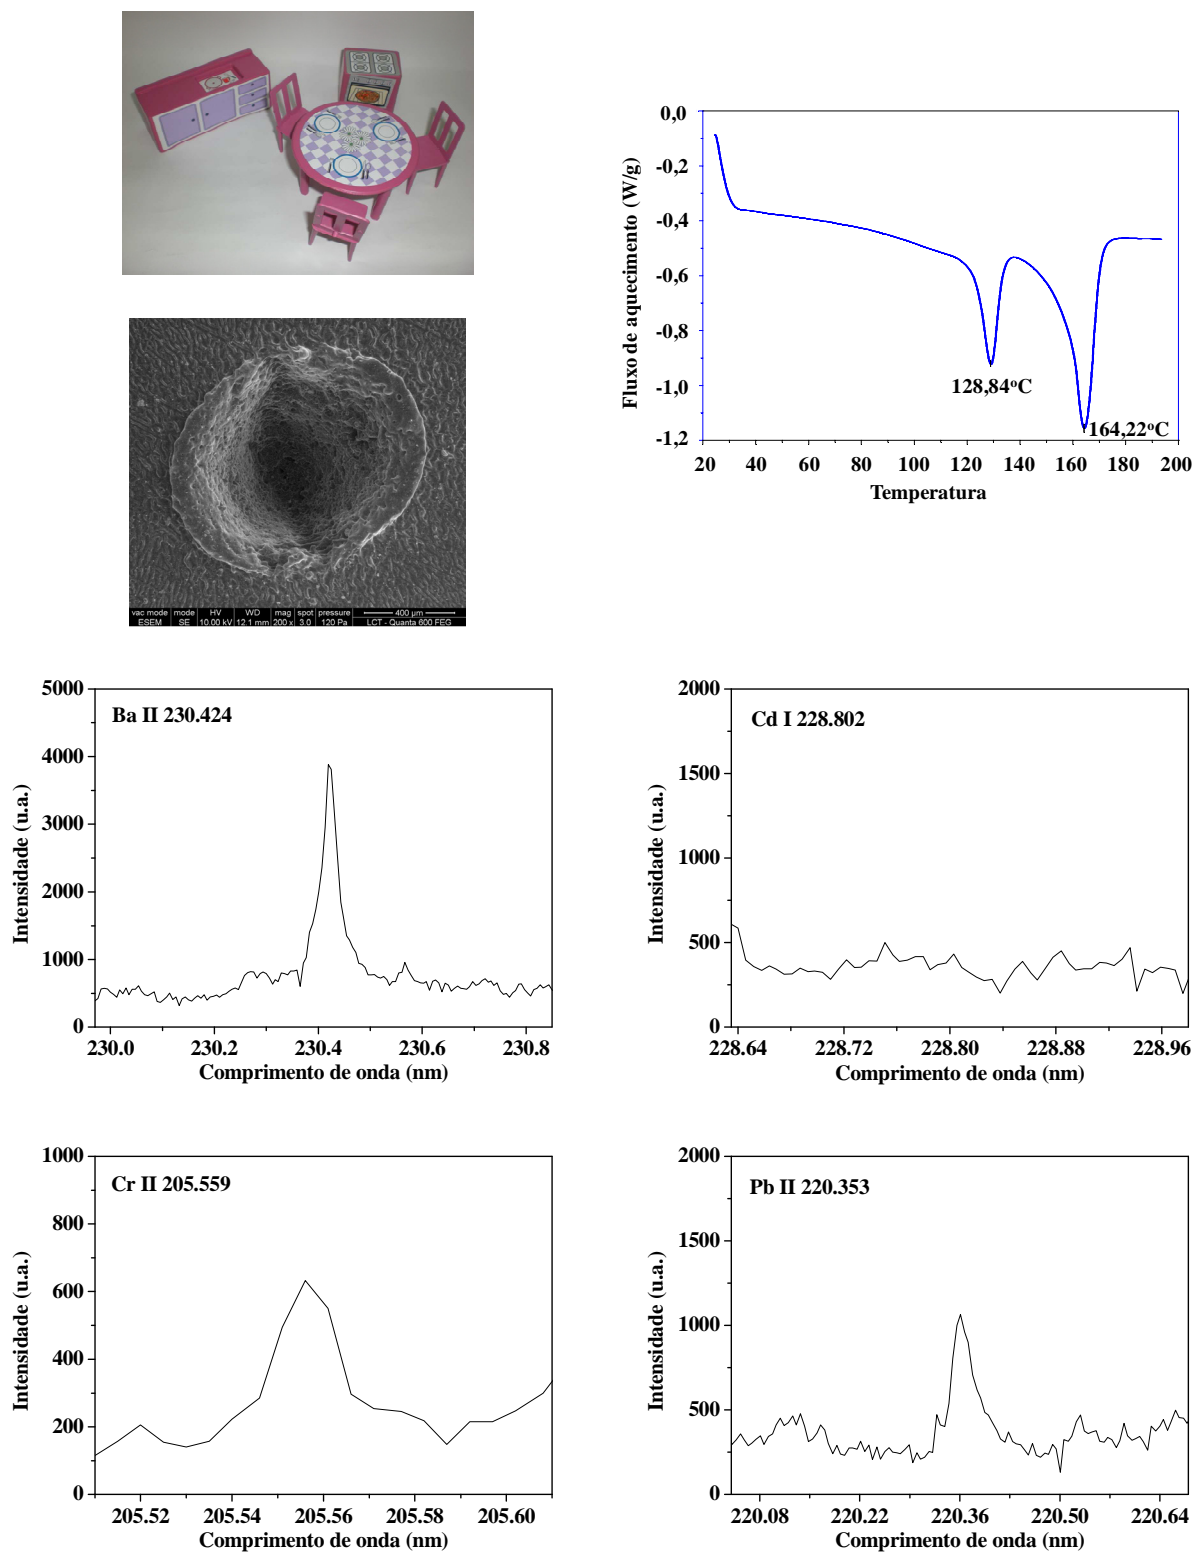 0,0
-0,2
-0,4
-0,6
-0,8
-1,0
-1,2
Fluxo de aquecimento (W/g)
128,84°C
164,22°C
20 40 60 80 100 120 140 160 180 200
Temperatura
vac mode mode HV WD mag spot pressure 400 µm
ESEM SE 10.00 kV 12.1 mm 200 x 3.0 120 Pa LCT - Quanta 600 FEG
5000
4000
3000
2000
1000
0
Intensidade (u.a.)
Ba II 230.424
230.0 230.2 230.4 230.6 230.8
Comprimento de onda (nm)
2000
1500
1000
500
0
Intensidade (u.a.)
Cd I 228.802
228.64 228.72 228.80 228.88 228.96
Comprimento de onda (nm)
1000
800
600
400
200
0
Intensidade (u.a.)
Cr II 205.559
205.52 205.54 205.56 205.58 205.60
Comprimento de onda (nm)
2000
1500
1000
500
0
Intensidade (u.a.)
Pb II 220.353
220.08 220.22 220.36 220.50 220.64
Comprimento de onda (nm)